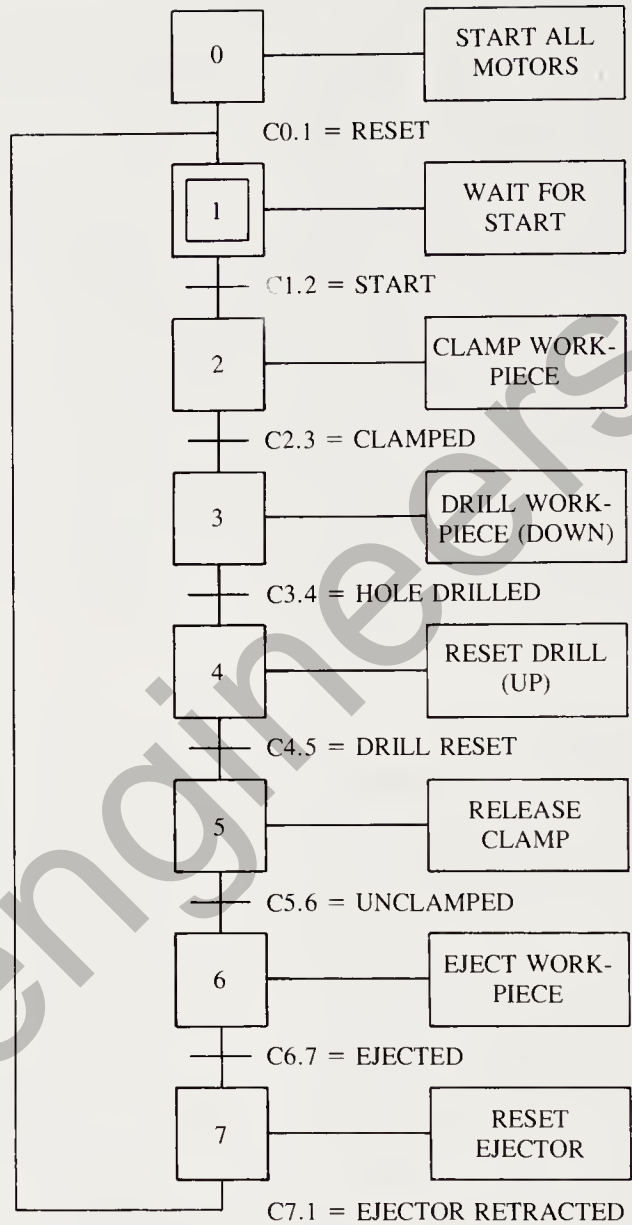 0
START ALL
MOTORS
C0.1 = RESET
1
WAIT FOR
START
C1.2 = START
2
CLAMP WORK-
PIECE
C2.3 = CLAMPED
3
DRILL WORK-
PIECE (DOWN)
C3.4 = HOLE DRILLED
4
RESET DRILL
(UP)
C4.5 = DRILL RESET
5
RELEASE
CLAMP
C5.6 = UNCLAMPED
6
EJECT WORK-
PIECE
C6.7 = EJECTED
7
RESET
EJECTOR
C7.1 = EJECTOR RETRACTED
engineers